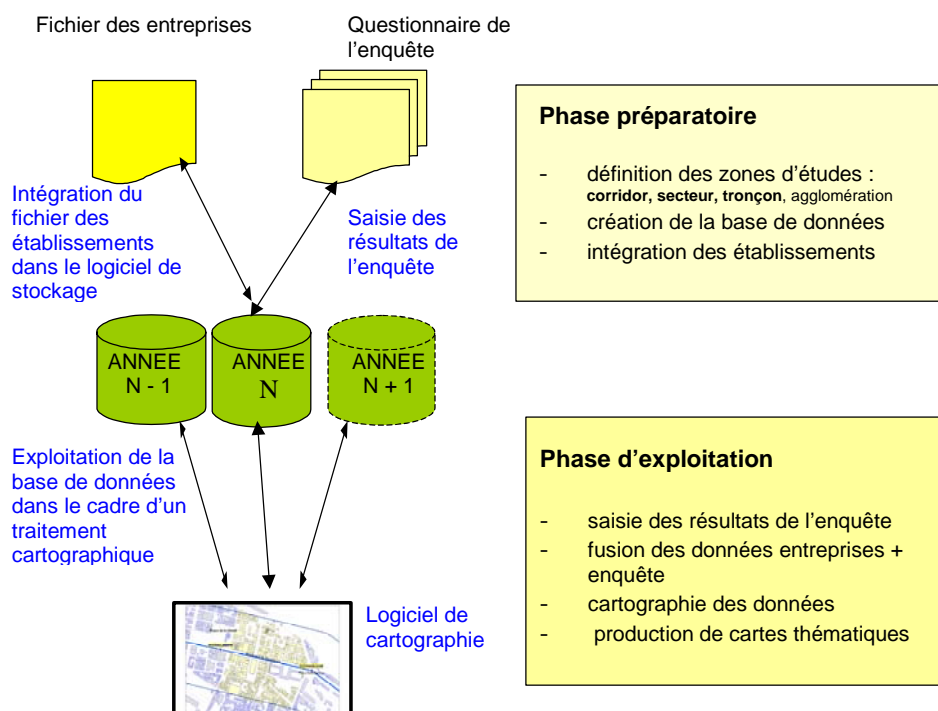 Fichier des entreprises
Questionnaire de
l'enquête
Intégration du
fichier des
établissements
dans le logiciel de
stockage
Saisie des
résultats de
l'enquête
ANNEE
N - 1
ANNEE
N
ANNEE
N + 1
Exploitation de la
base de données
dans le cadre d'un
traitement
cartographique
Logiciel de
cartographie
Phase préparatoire
- définition des zones d'études :
corridor, secteur, tronçon, agglomération
- création de la base de données
- intégration des établissements
Phase d'exploitation
- saisie des résultats de l'enquête
- fusion des données entreprises +
enquête
- cartographie des données
- production de cartes thématiques